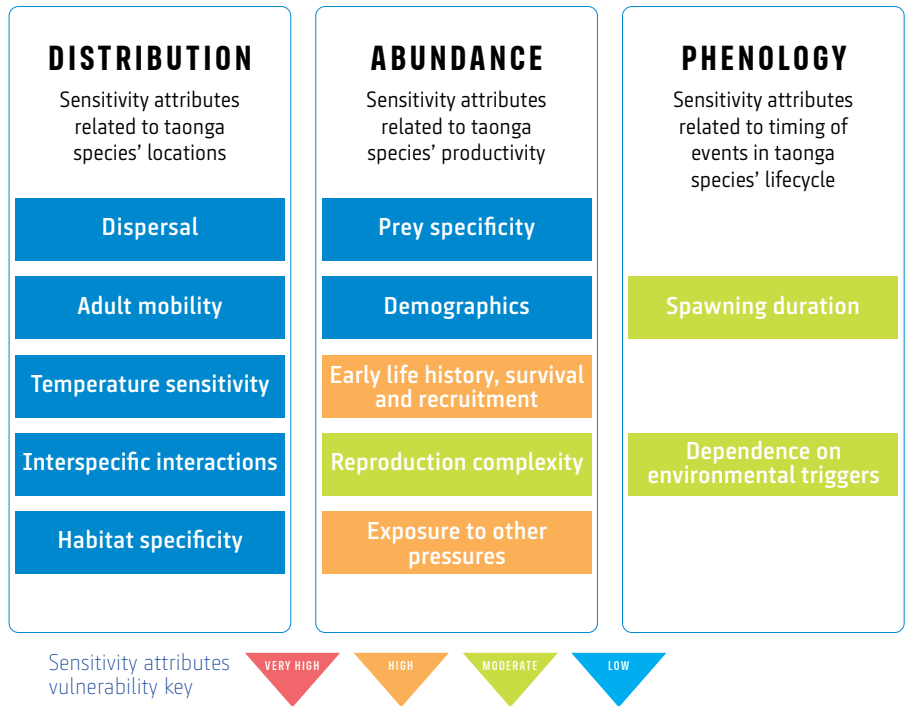 DISTRIBUTION
Sensitivity attributes
related to taonga
species’ locations
Dispersal
Adult mobility
Temperature sensitivity
Interspecific interactions
Habitat specificity
ABUNDANCE
Sensitivity attributes
related to taonga
species’ productivity
Prey specificity
Demographics
Early life history, survival
and recruitment
Reproduction complexity
Exposure to other
pressures
PHENOLOGY
Sensitivity attributes
related to timing of
events in taonga
species’ lifecycle
Spawning duration
Dependence on
environmental triggers
Sensitivity attributes
vulnerability key
VERY HIGH
HIGH
MODERATE
LOW